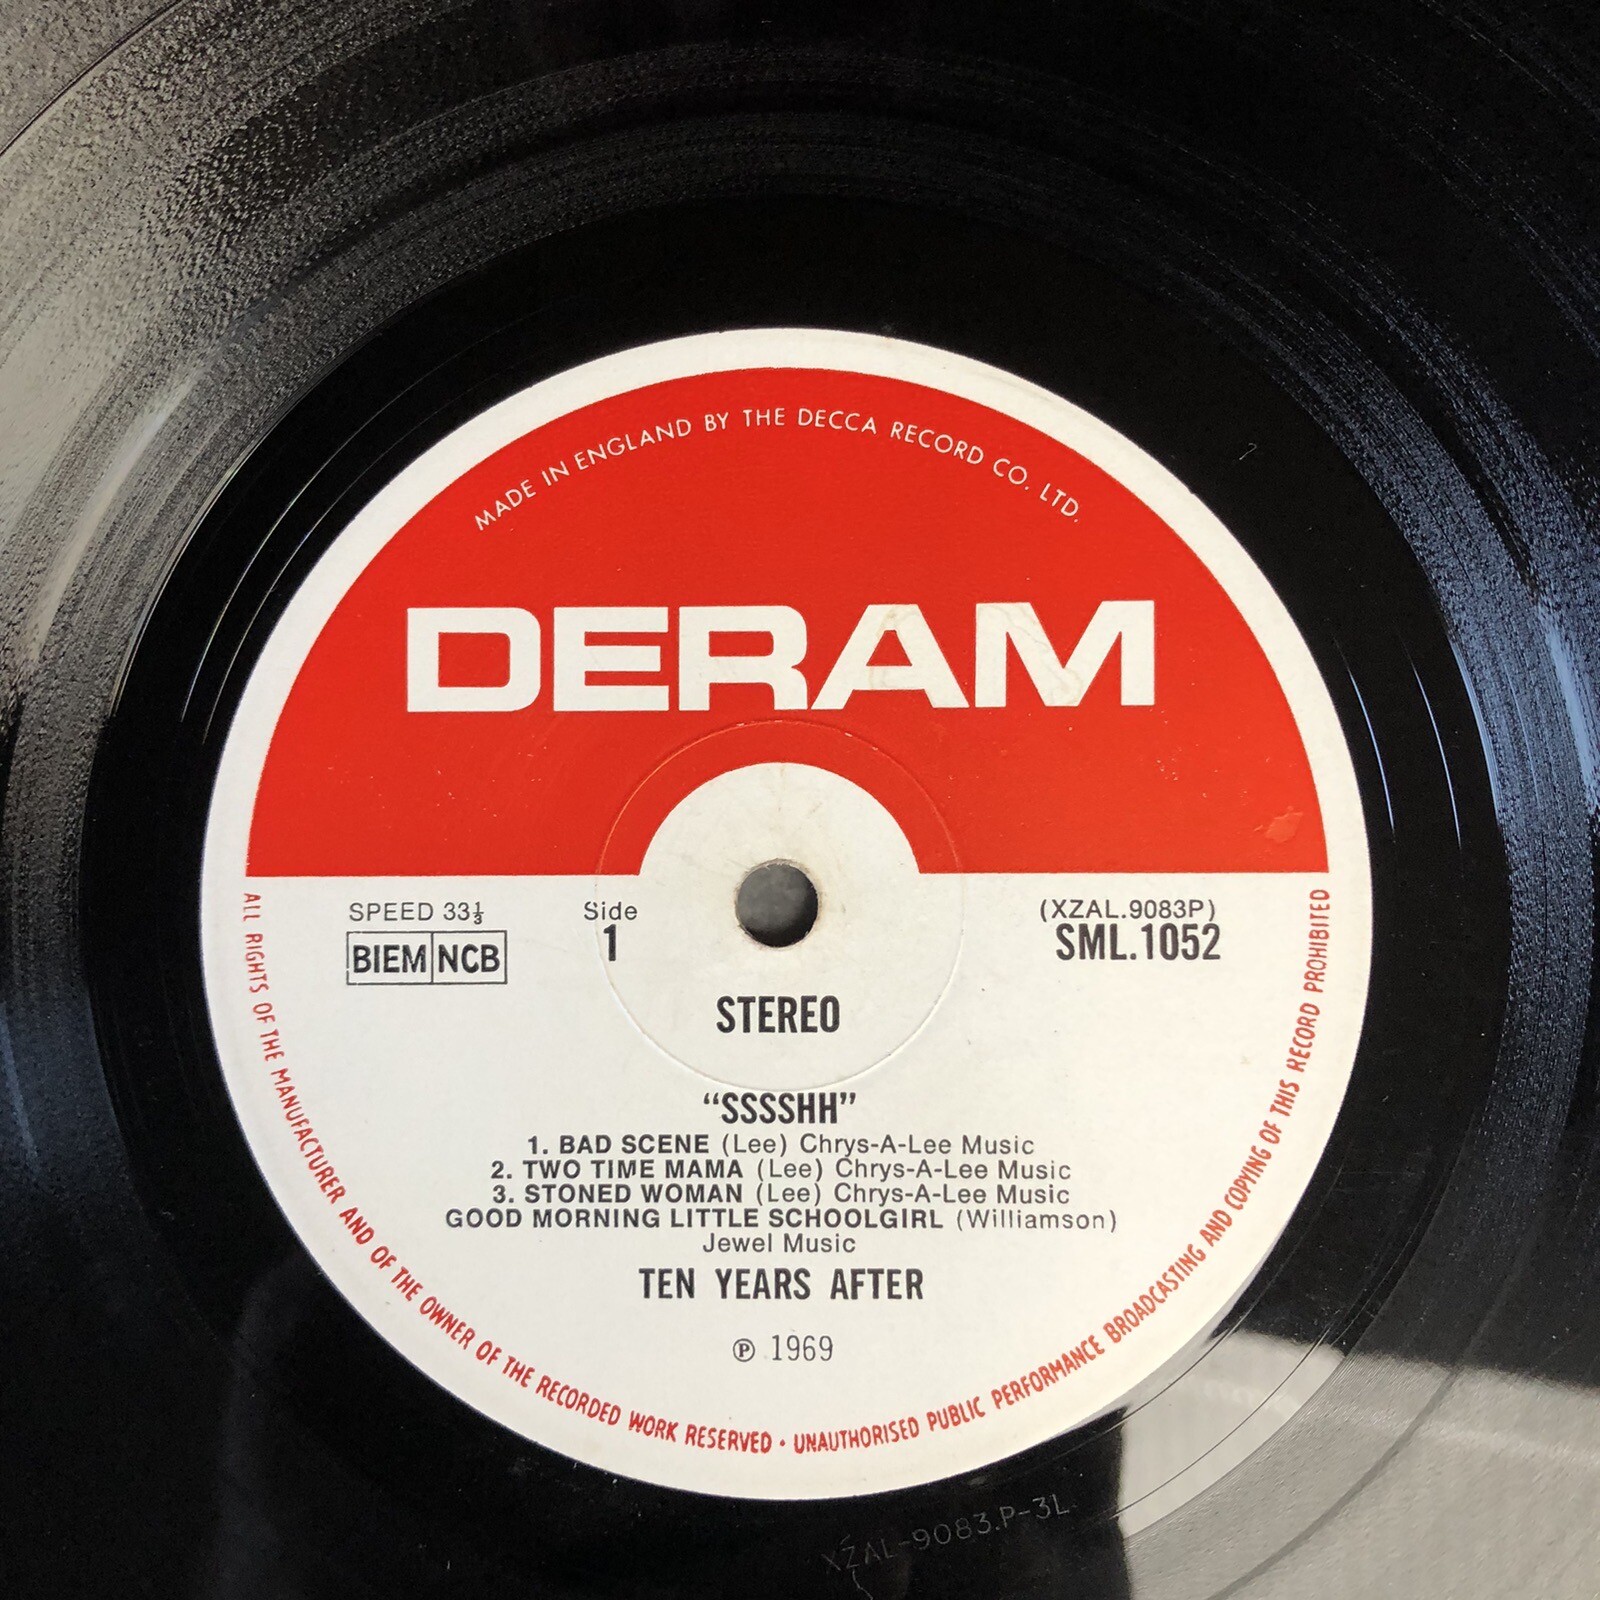 MADE IN ENGLAND BY THE DECCA RECORD CO. LTD.
DERAM
SPEED 33⅓
BIEM NCB
Side
1
(XZAL.9083P)
SML.1052
STEREO
“SSSSHH”
1. BAD SCENE (Lee) Chrys-A-Lee Music
2. TWO TIME MAMA (Lee) Chrys-A-Lee Music
3. STONED WOMAN (Lee) Chrys-A-Lee Music
GOOD MORNING LITTLE SCHOOLGIRL (Williamson)
Jewel Music
TEN YEARS AFTER
℗ 1969
ALL RIGHTS OF THE MANUFACTURER AND OF THE OWNER OF THE RECORDED WORK RESERVED • UNAUTHORISED PUBLIC PERFORMANCE BROADCASTING AND COPYING OF THIS RECORD PROHIBITED
XZAL-9083.P-3L